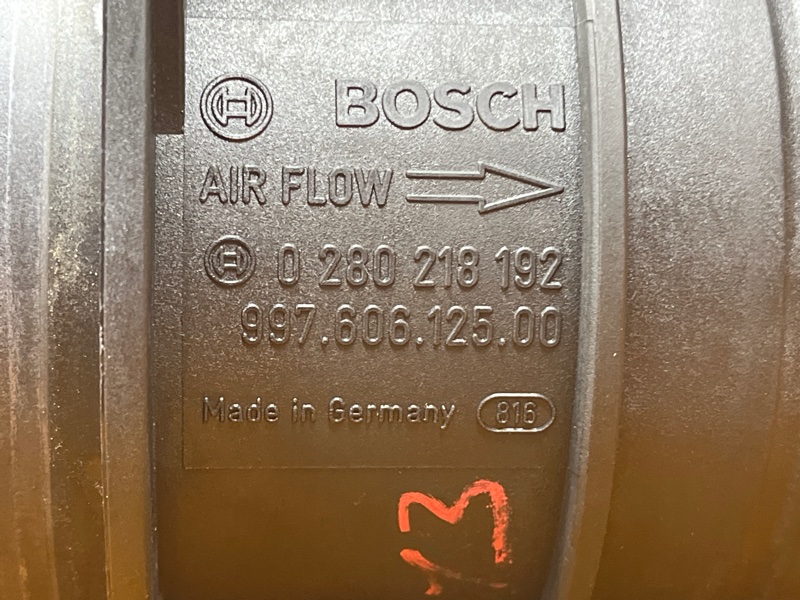 BOSCH
AIR FLOW
0 280 218 192
997.606.125.00
Made in Germany 816